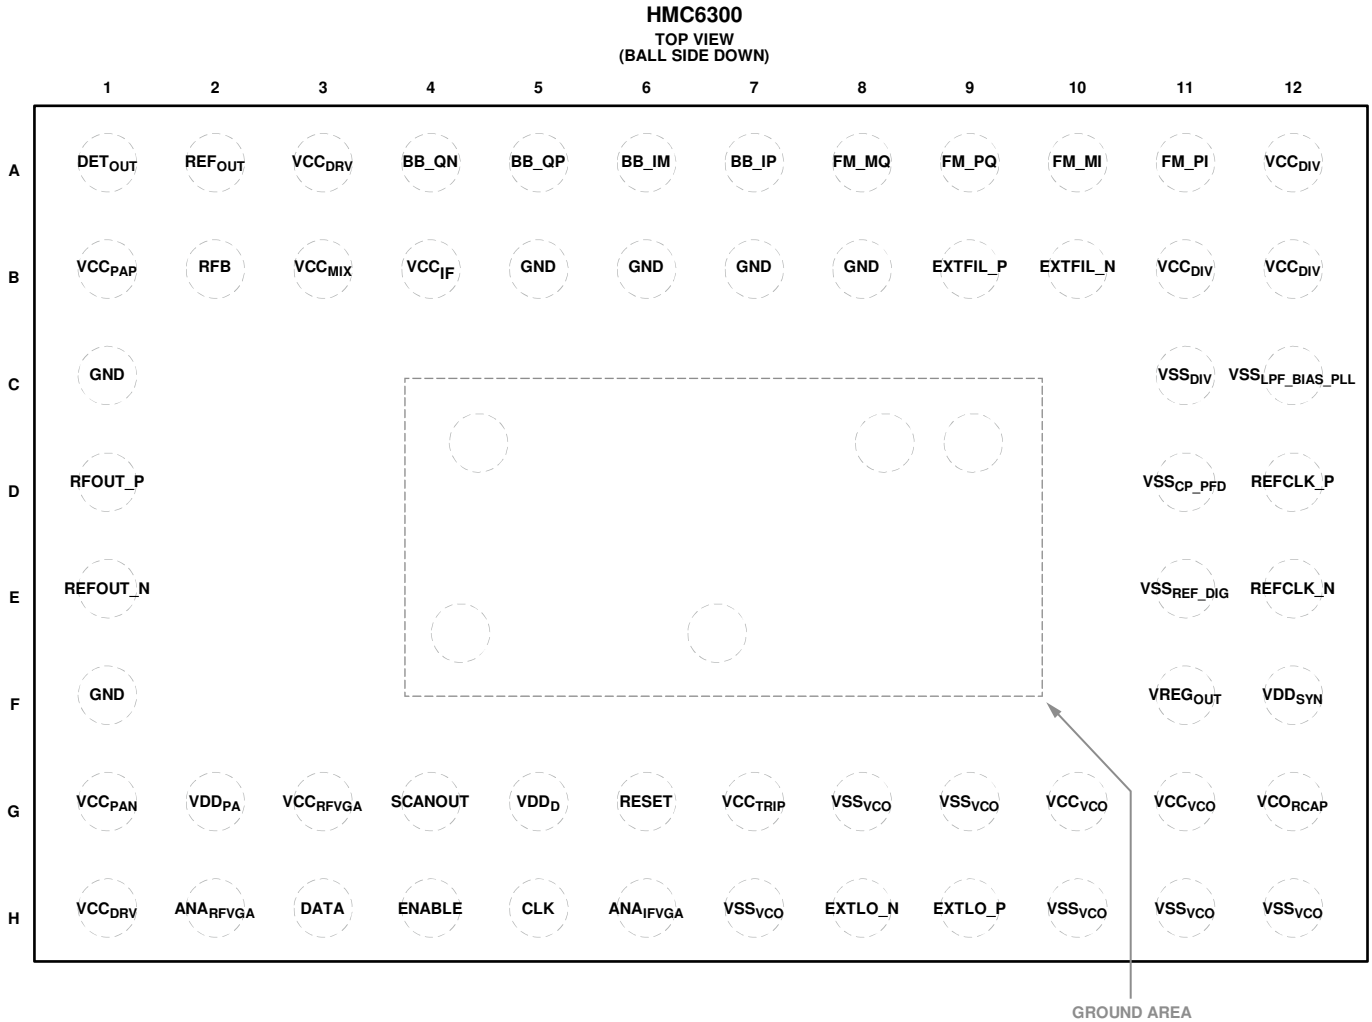 HMC6300
TOP VIEW
(BALL SIDE DOWN)
1 2 3 4 5 6 7 8 9 10 11 12
A DETOUT REFOUT VCCDRV BB_QN BB_QP BB_IM BB_IP FM_MQ FM_PQ FM_MI FM_PI VCCDIV
B VCCPAP RFB VCCMIX VCCIF GND GND GND GND EXTFIL_P EXTFIL_N VCCDIV VCCDIV
C GND VSSDIV VSSLPF_BIAS_PLL
D RFOUT_P VSSCP_PFD REFCLK_P
E REFOUT_N VSSREF_DIG REFCLK_N
F GND VREGOUT VDDSYN
G VCCPAN VDDPA VCCRFVGA SCANOUT VDDD RESET VCCTRIP VSSVCO VSSVCO VCCVCO VCCVCO VCORCAP
H VCCDRV ANARFVGA DATA ENABLE CLK ANAIFVGA VSSVCO EXTLO_N EXTLO_P VSSVCO VSSVCO VSSVCO
GROUND AREA